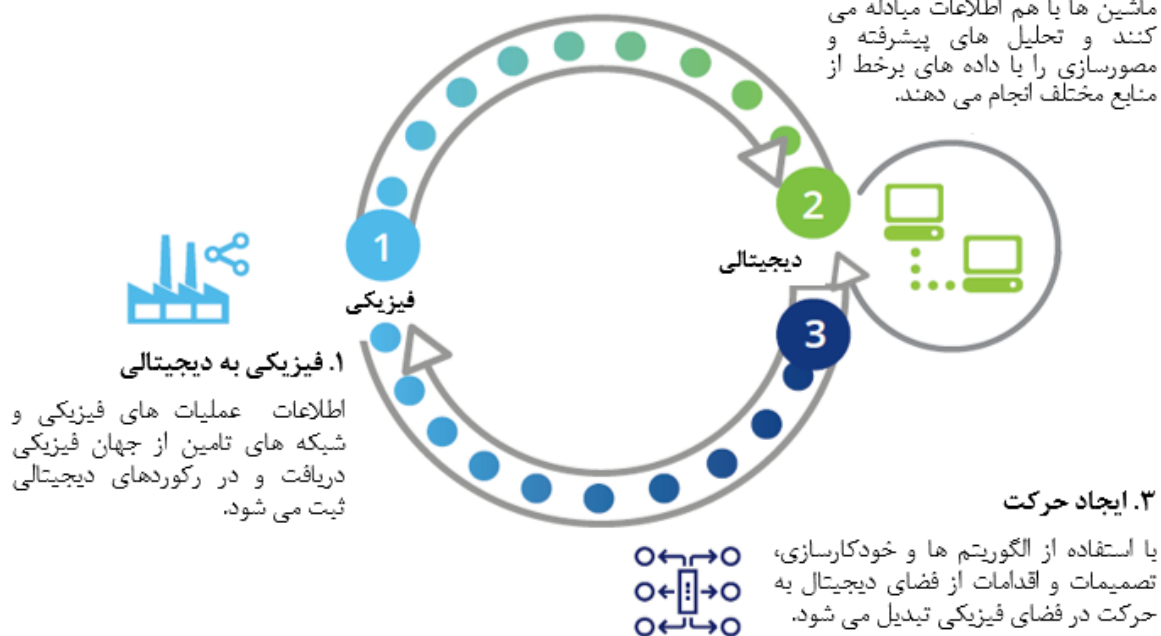 ماشین ها با هم اطلاعات مبادله می
کنند و تحلیل های پیشرفته و
مصورسازی را با داده های برخط از
منابع مختلف انجام می دهند.
2
1
دیجیتالی
فیزیکی
3
۱. فیزیکی به دیجیتالی
اطلاعات عملیات های فیزیکی و
شبکه های تامین از جهان فیزیکی
دریافت و در رکوردهای دیجیتالی
ثبت می شود.
۳. ایجاد حرکت
با استفاده از الگوریتم ها و خودکارسازی،
تصمیمات و اقدامات از فضای دیجیتال به
حرکت در فضای فیزیکی تبدیل می شود.